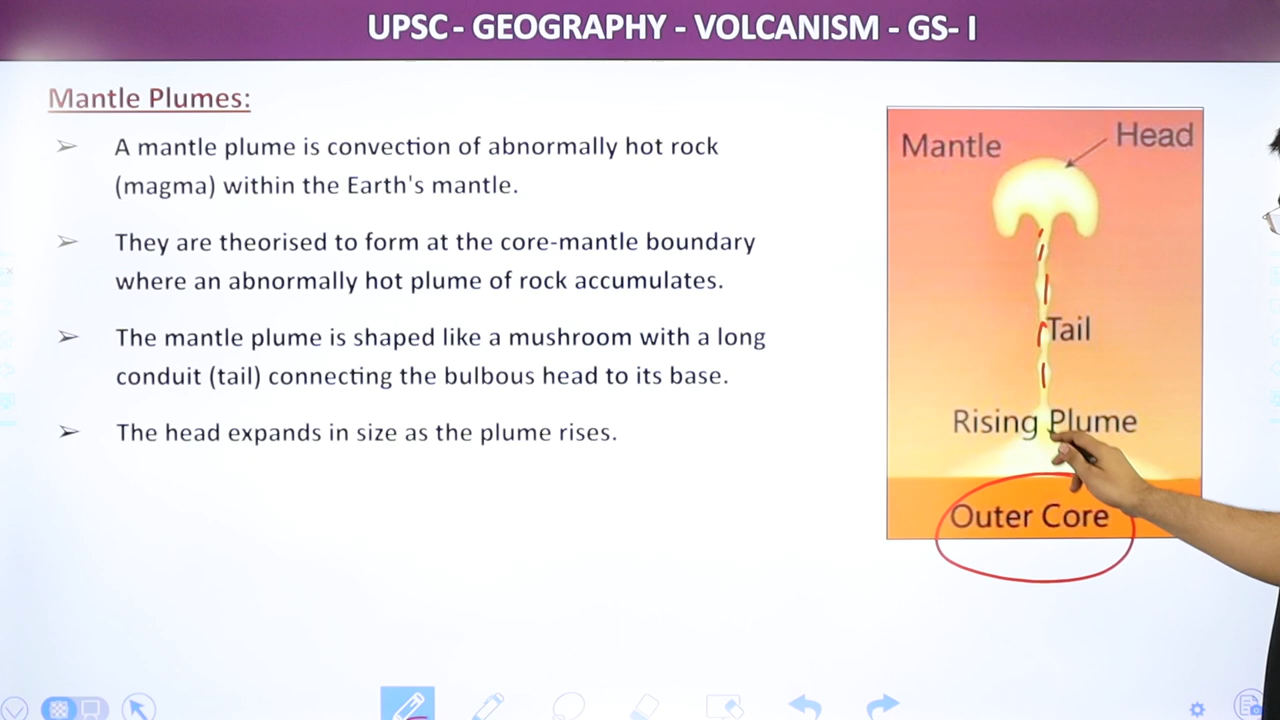 UPSC - GEOGRAPHY - VOLCANISM - GS- I
Mantle Plumes:
➢ A mantle plume is convection of abnormally hot rock
(magma) within the Earth's mantle.
➢ They are theorised to form at the core-mantle boundary
where an abnormally hot plume of rock accumulates.
➢ The mantle plume is shaped like a mushroom with a long
conduit (tail) connecting the bulbous head to its base.
➢ The head expands in size as the plume rises.
Mantle
Head
Tail
Rising Plume
Outer Core